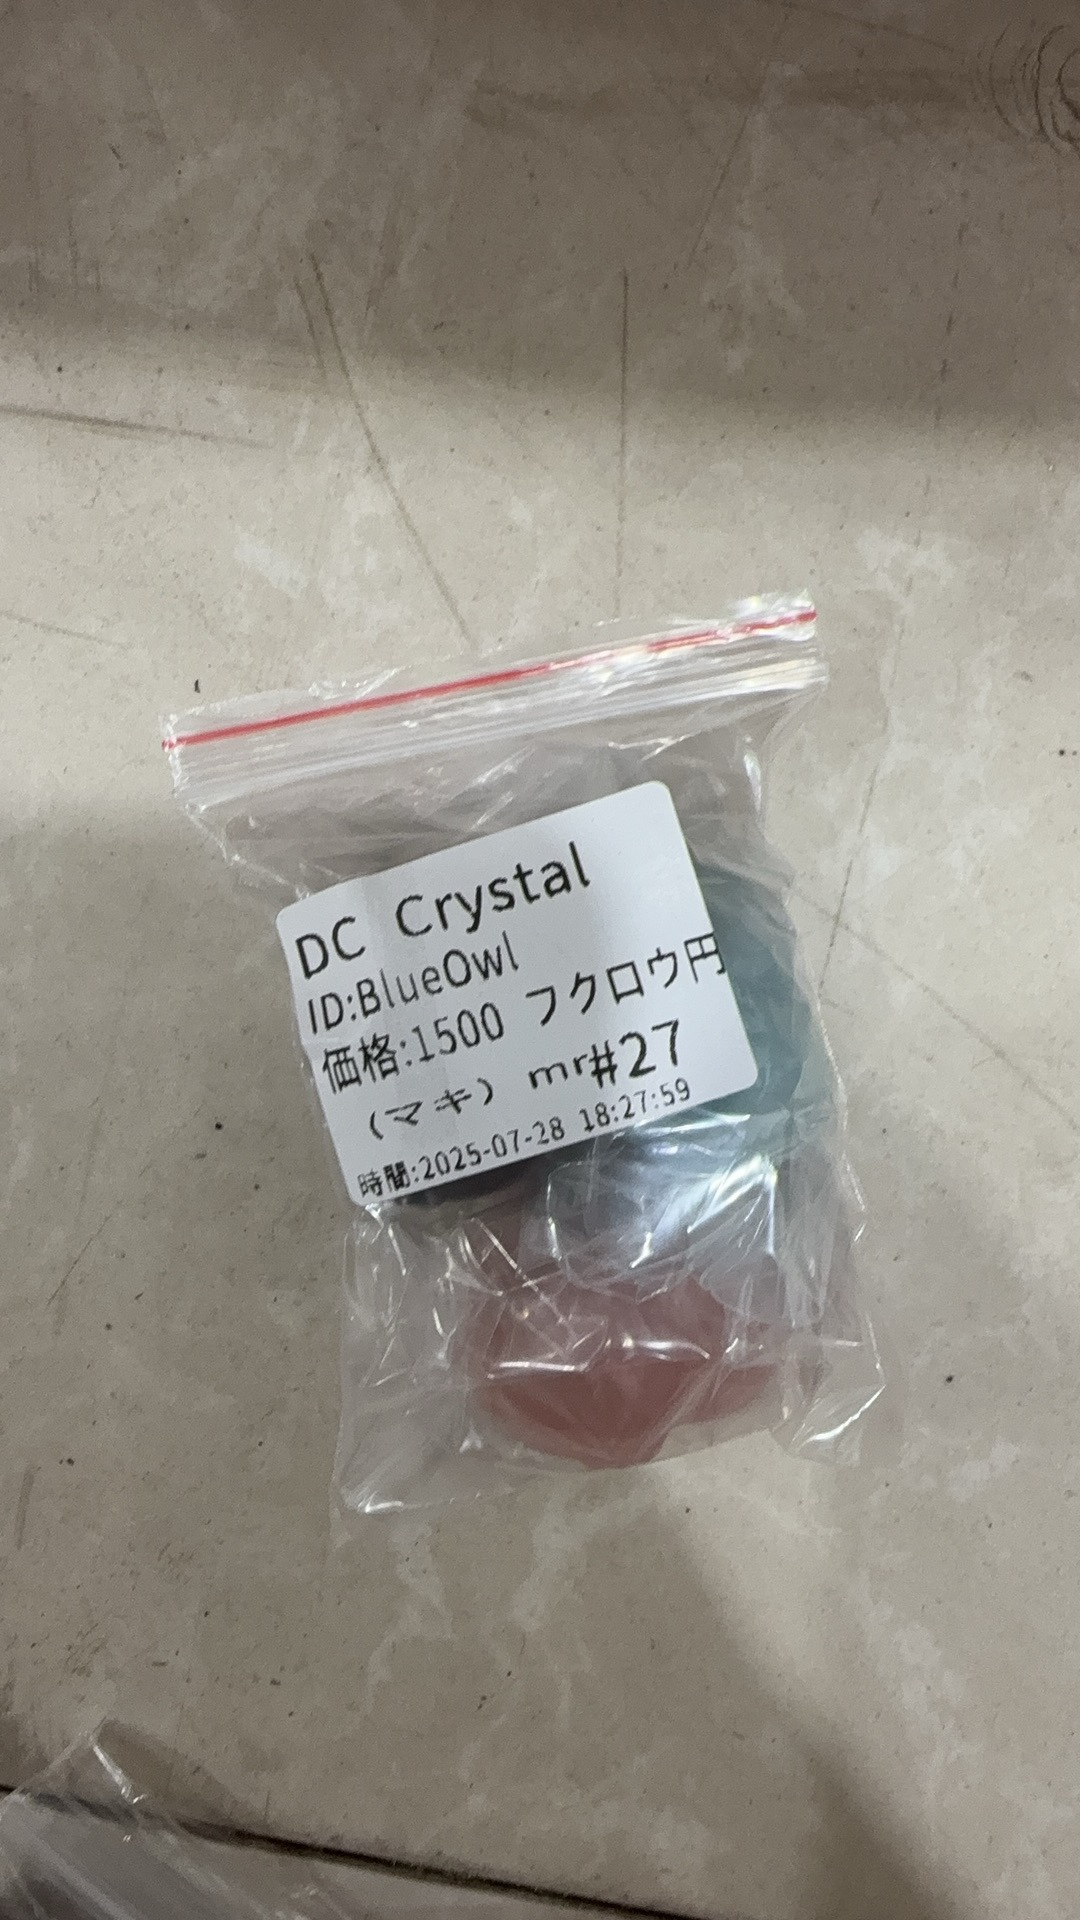 DC Crystal
ID:BlueOwl
価格:1500 フクロウ円
(マキ) mr#27
時間:2025-07-28 18:27:59